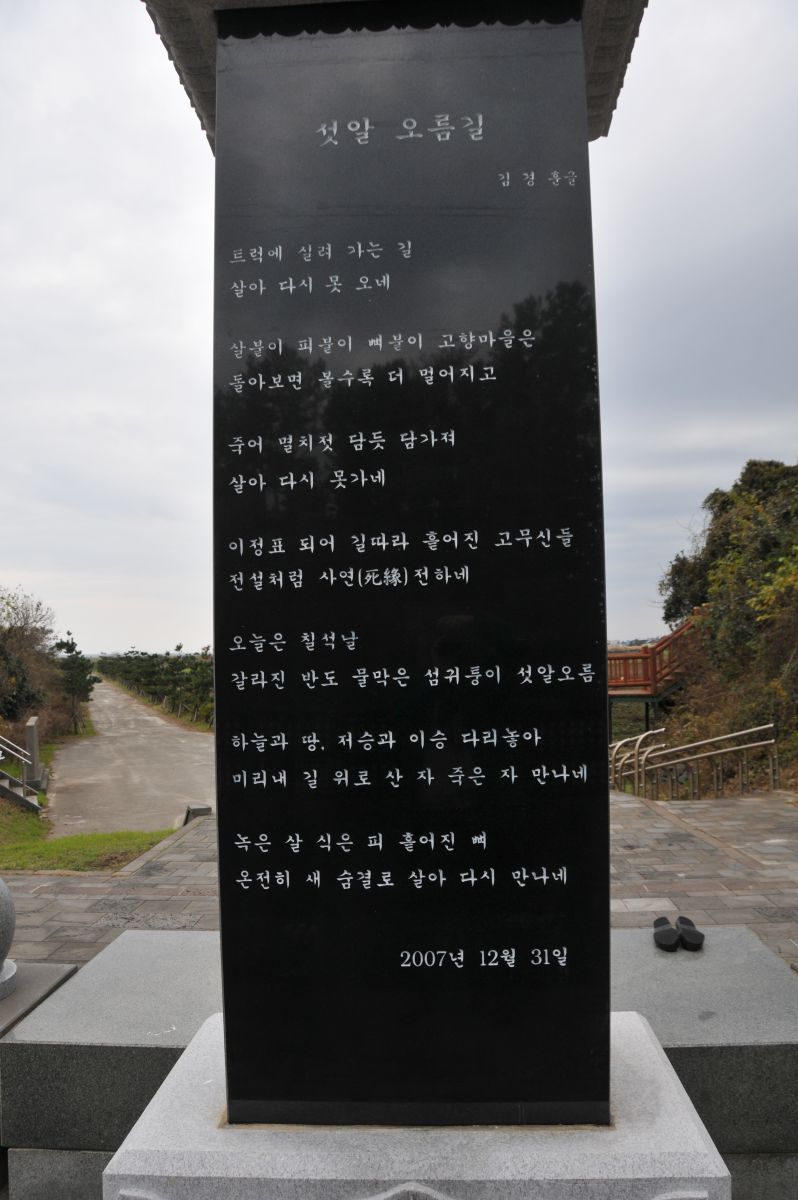 섯알 오름길
김 경 훈글
트럭에 실려 가는 길
살아 다시 못 오네
살붙이 피붙이 뼈붙이 고향마을은
돌아보면 볼수록 더 멀어지고
죽어 멸치젓 담듯 담가져
살아 다시 못가네
이정표 되어 길따라 흩어진 고무신들
전설처럼 사연(死緣)전하네
오늘은 칠석날
갈라진 반도 물막은 섬귀퉁이 섯알오름
하늘과 땅, 저승과 이승 다리놓아
미리내 길 위로 산 자 죽은 자 만나네
녹은 살 식은 피 흩어진 뼈
온전히 새 숨결로 살아 다시 만나네
2007년 12월 31일